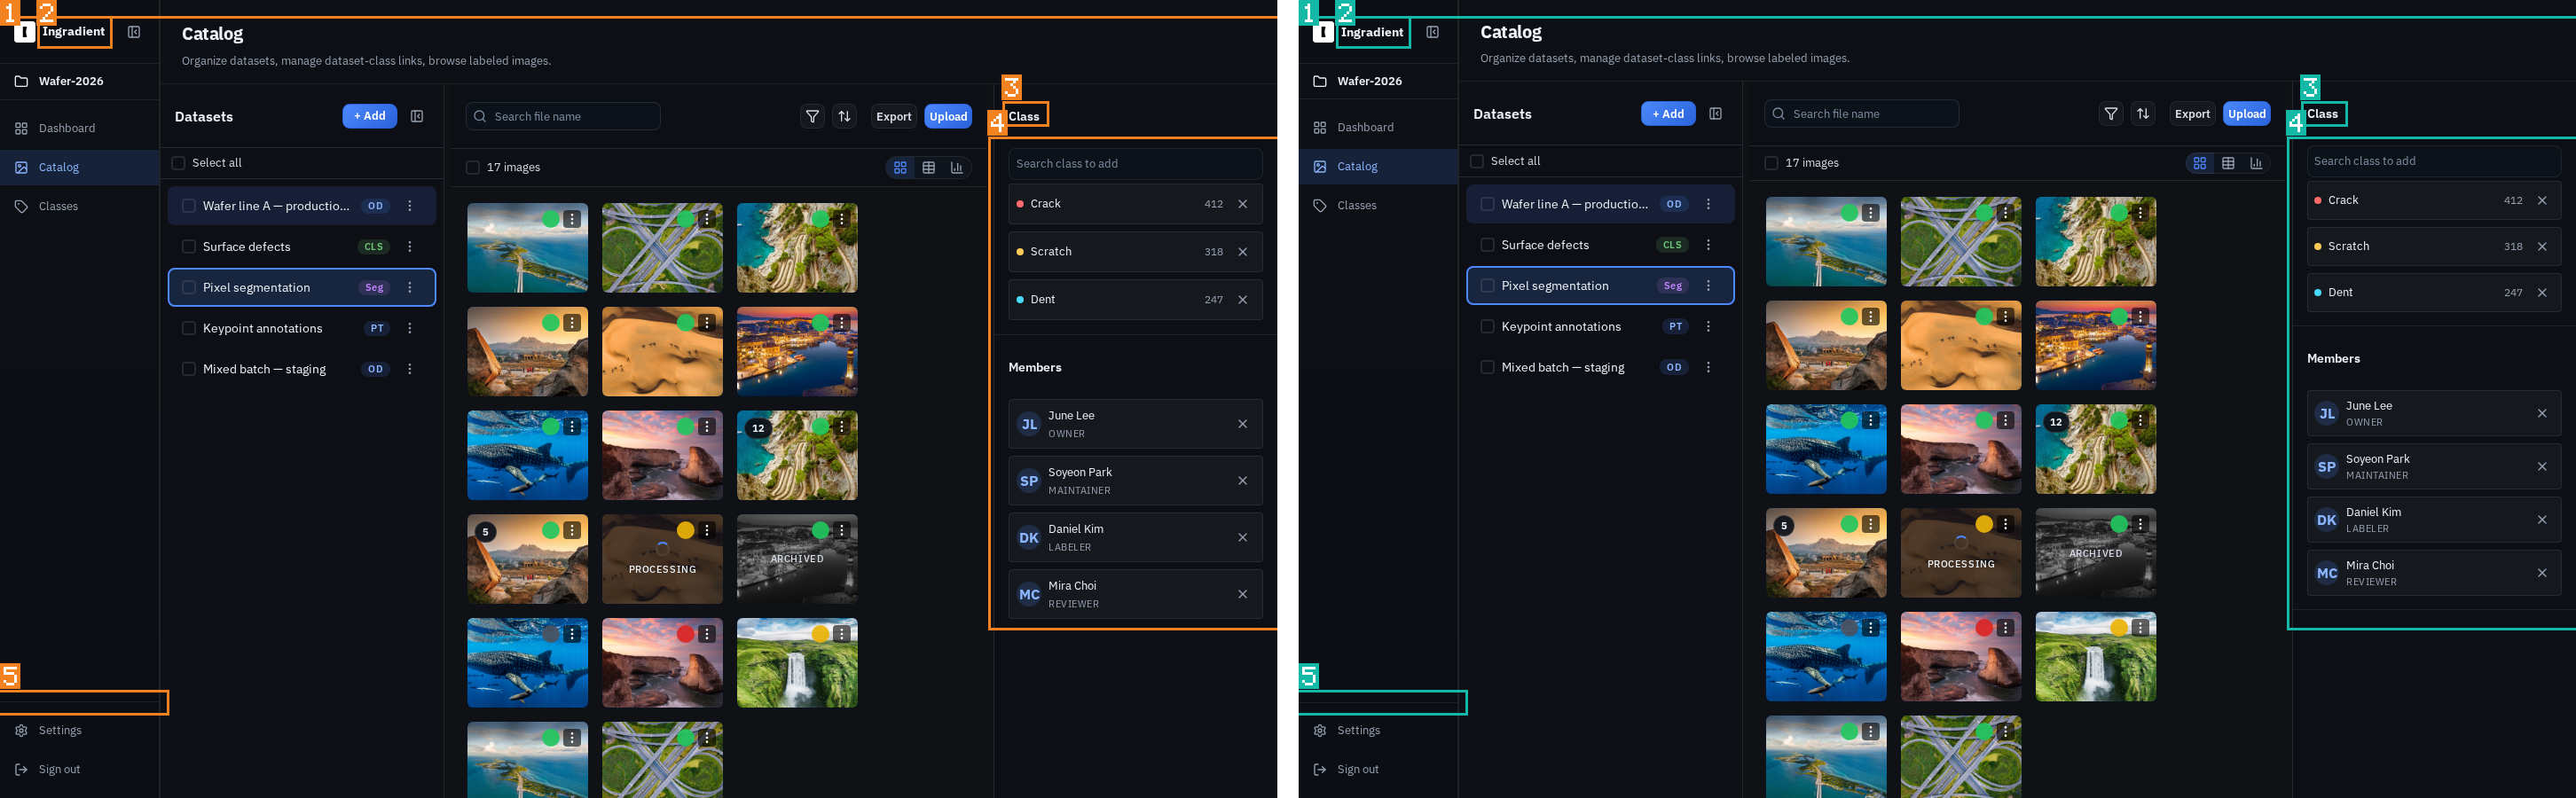 1 2
Ingradient
Catalog
Organize datasets, manage dataset-class links, browse labeled images.
Wafer-2026
Dashboard
Catalog
Classes
Datasets
+ Add
Select all
Wafer line A — productio... OD
Surface defects CLS
Pixel segmentation Seg
Keypoint annotations PT
Mixed batch — staging OD
Search file name
Export
Upload
17 images
12
5
PROCESSING
ARCHIVED
3
4
Class
Search class to add
Crack 412
Scratch 318
Dent 247
Members
JL June Lee
OWNER
SP Soyeon Park
MAINTAINER
DK Daniel Kim
LABELER
MC Mira Choi
REVIEWER
5
Settings
Sign out
1 2
Ingradient
Catalog
Organize datasets, manage dataset-class links, browse labeled images.
Wafer-2026
Dashboard
Catalog
Classes
Datasets
+ Add
Select all
Wafer line A — productio... OD
Surface defects CLS
Pixel segmentation Seg
Keypoint annotations PT
Mixed batch — staging OD
Search file name
Export
Upload
17 images
12
5
PROCESSING
ARCHIVED
3
4
Class
Search class to add
Crack 412
Scratch 318
Dent 247
Members
JL June Lee
OWNER
SP Soyeon Park
MAINTAINER
DK Daniel Kim
LABELER
MC Mira Choi
REVIEWER
5
Settings
Sign out